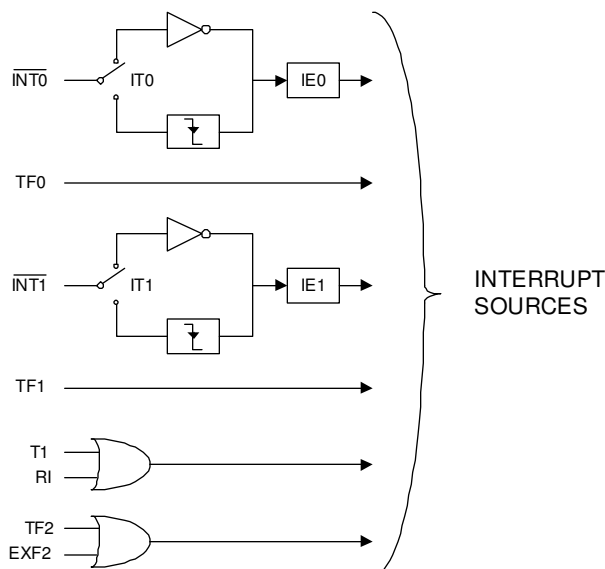 INT0
IT0
IE0
TF0
INT1
IT1
IE1
TF1
T1
RI
TF2
EXF2
INTERRUPT
SOURCES